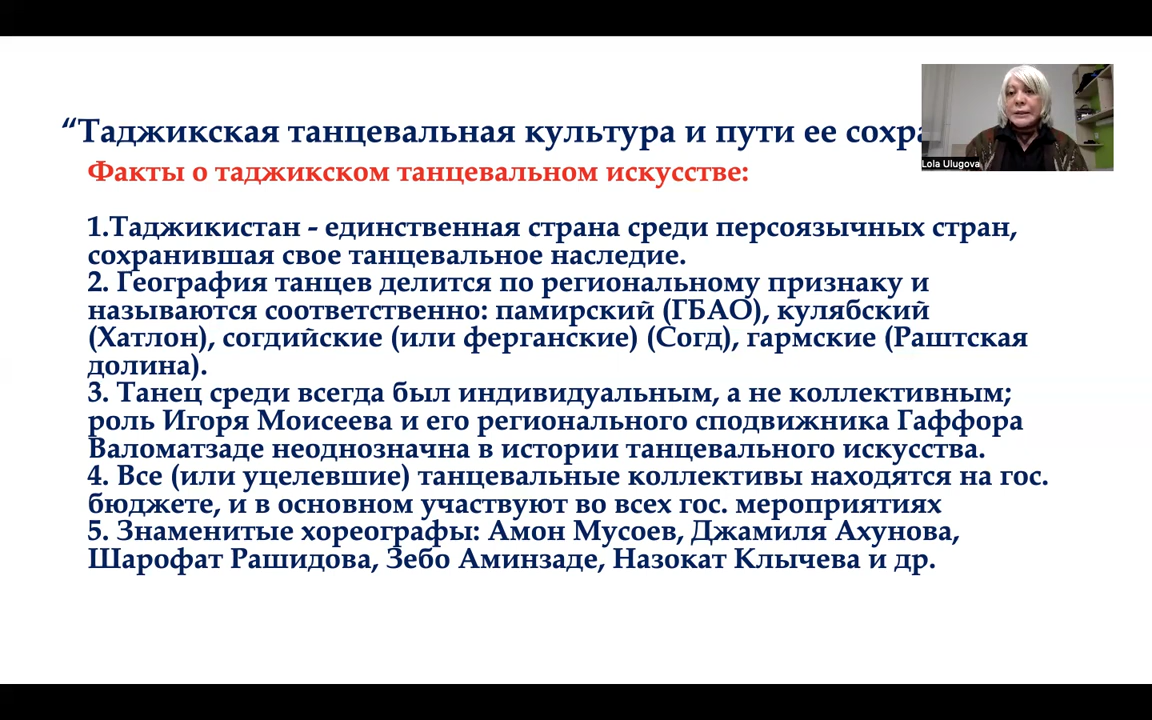 “Таджикская танцевальная культура и пути ее сохра
Lola Ulugova
Факты о таджикском танцевальном искусстве:
1.Таджикистан - единственная страна среди персоязычных стран,
сохранившая свое танцевальное наследие.
2. География танцев делится по региональному признаку и
называются соответственно: памирский (ГБАО), кулябский
(Хатлон), согдийские (или ферганские) (Согд), гармские (Раштская
долина).
3. Танец среди всегда был индивидуальным, а не коллективным;
роль Игоря Моисеева и его регионального сподвижника Гаффора
Валоматзаде неоднозначна в истории танцевального искусства.
4. Все (или уцелевшие) танцевальные коллективы находятся на гос.
бюджете, и в основном участвуют во всех гос. мероприятиях
5. Знаменитые хореографы: Амон Мусоев, Джамиля Ахунова,
Шарофат Рашидова, Зебо Аминзаде, Назокат Клычева и др.